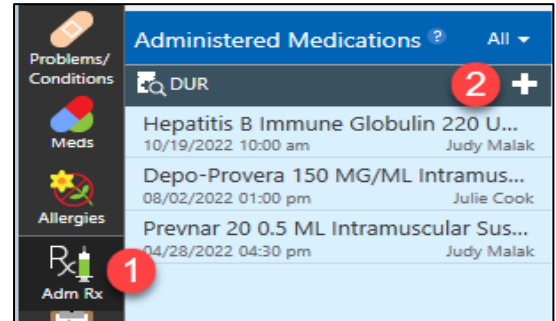 Problems/
Conditions
Meds
Allergies
Rx
Adm Rx
1
Administered Medications ?
All
DUR
2 +
Hepatitis B Immune Globulin 220 U...
10/19/2022 10:00 am Judy Malak
Depo-Provera 150 MG/ML Intramus...
08/02/2022 01:00 pm Julie Cook
Prevnar 20 0.5 ML Intramuscular Sus...
04/28/2022 04:30 pm Judy Malak